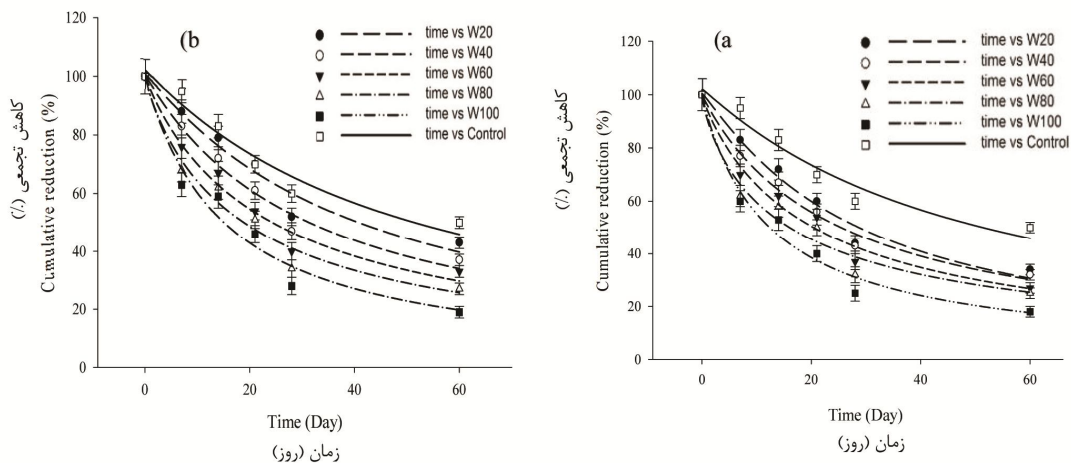 (b
time vs W20
time vs W40
time vs W60
time vs W80
time vs W100
time vs Control
120
100
80
60
40
20
0
کاهش تجمعی (٪)
Cumulative reduction (%)
0 20 40 60
Time (Day)
زمان (روز)
(a
time vs W20
time vs W40
time vs W60
time vs W80
time vs W100
time vs Control
120
100
80
60
40
20
0
کاهش تجمعی (٪)
Cumulative reduction (%)
0 20 40 60
Time (Day)
زمان (روز)